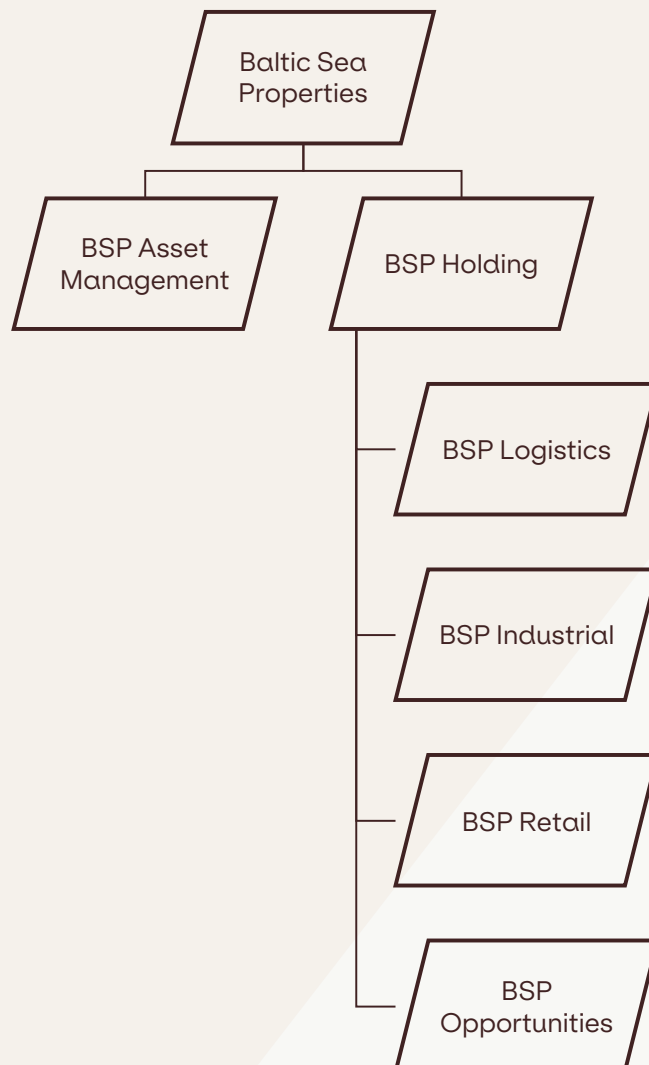 Baltic Sea
Properties
BSP Asset
Management
BSP Holding
BSP Logistics
BSP Industrial
BSP Retail
BSP
Opportunities